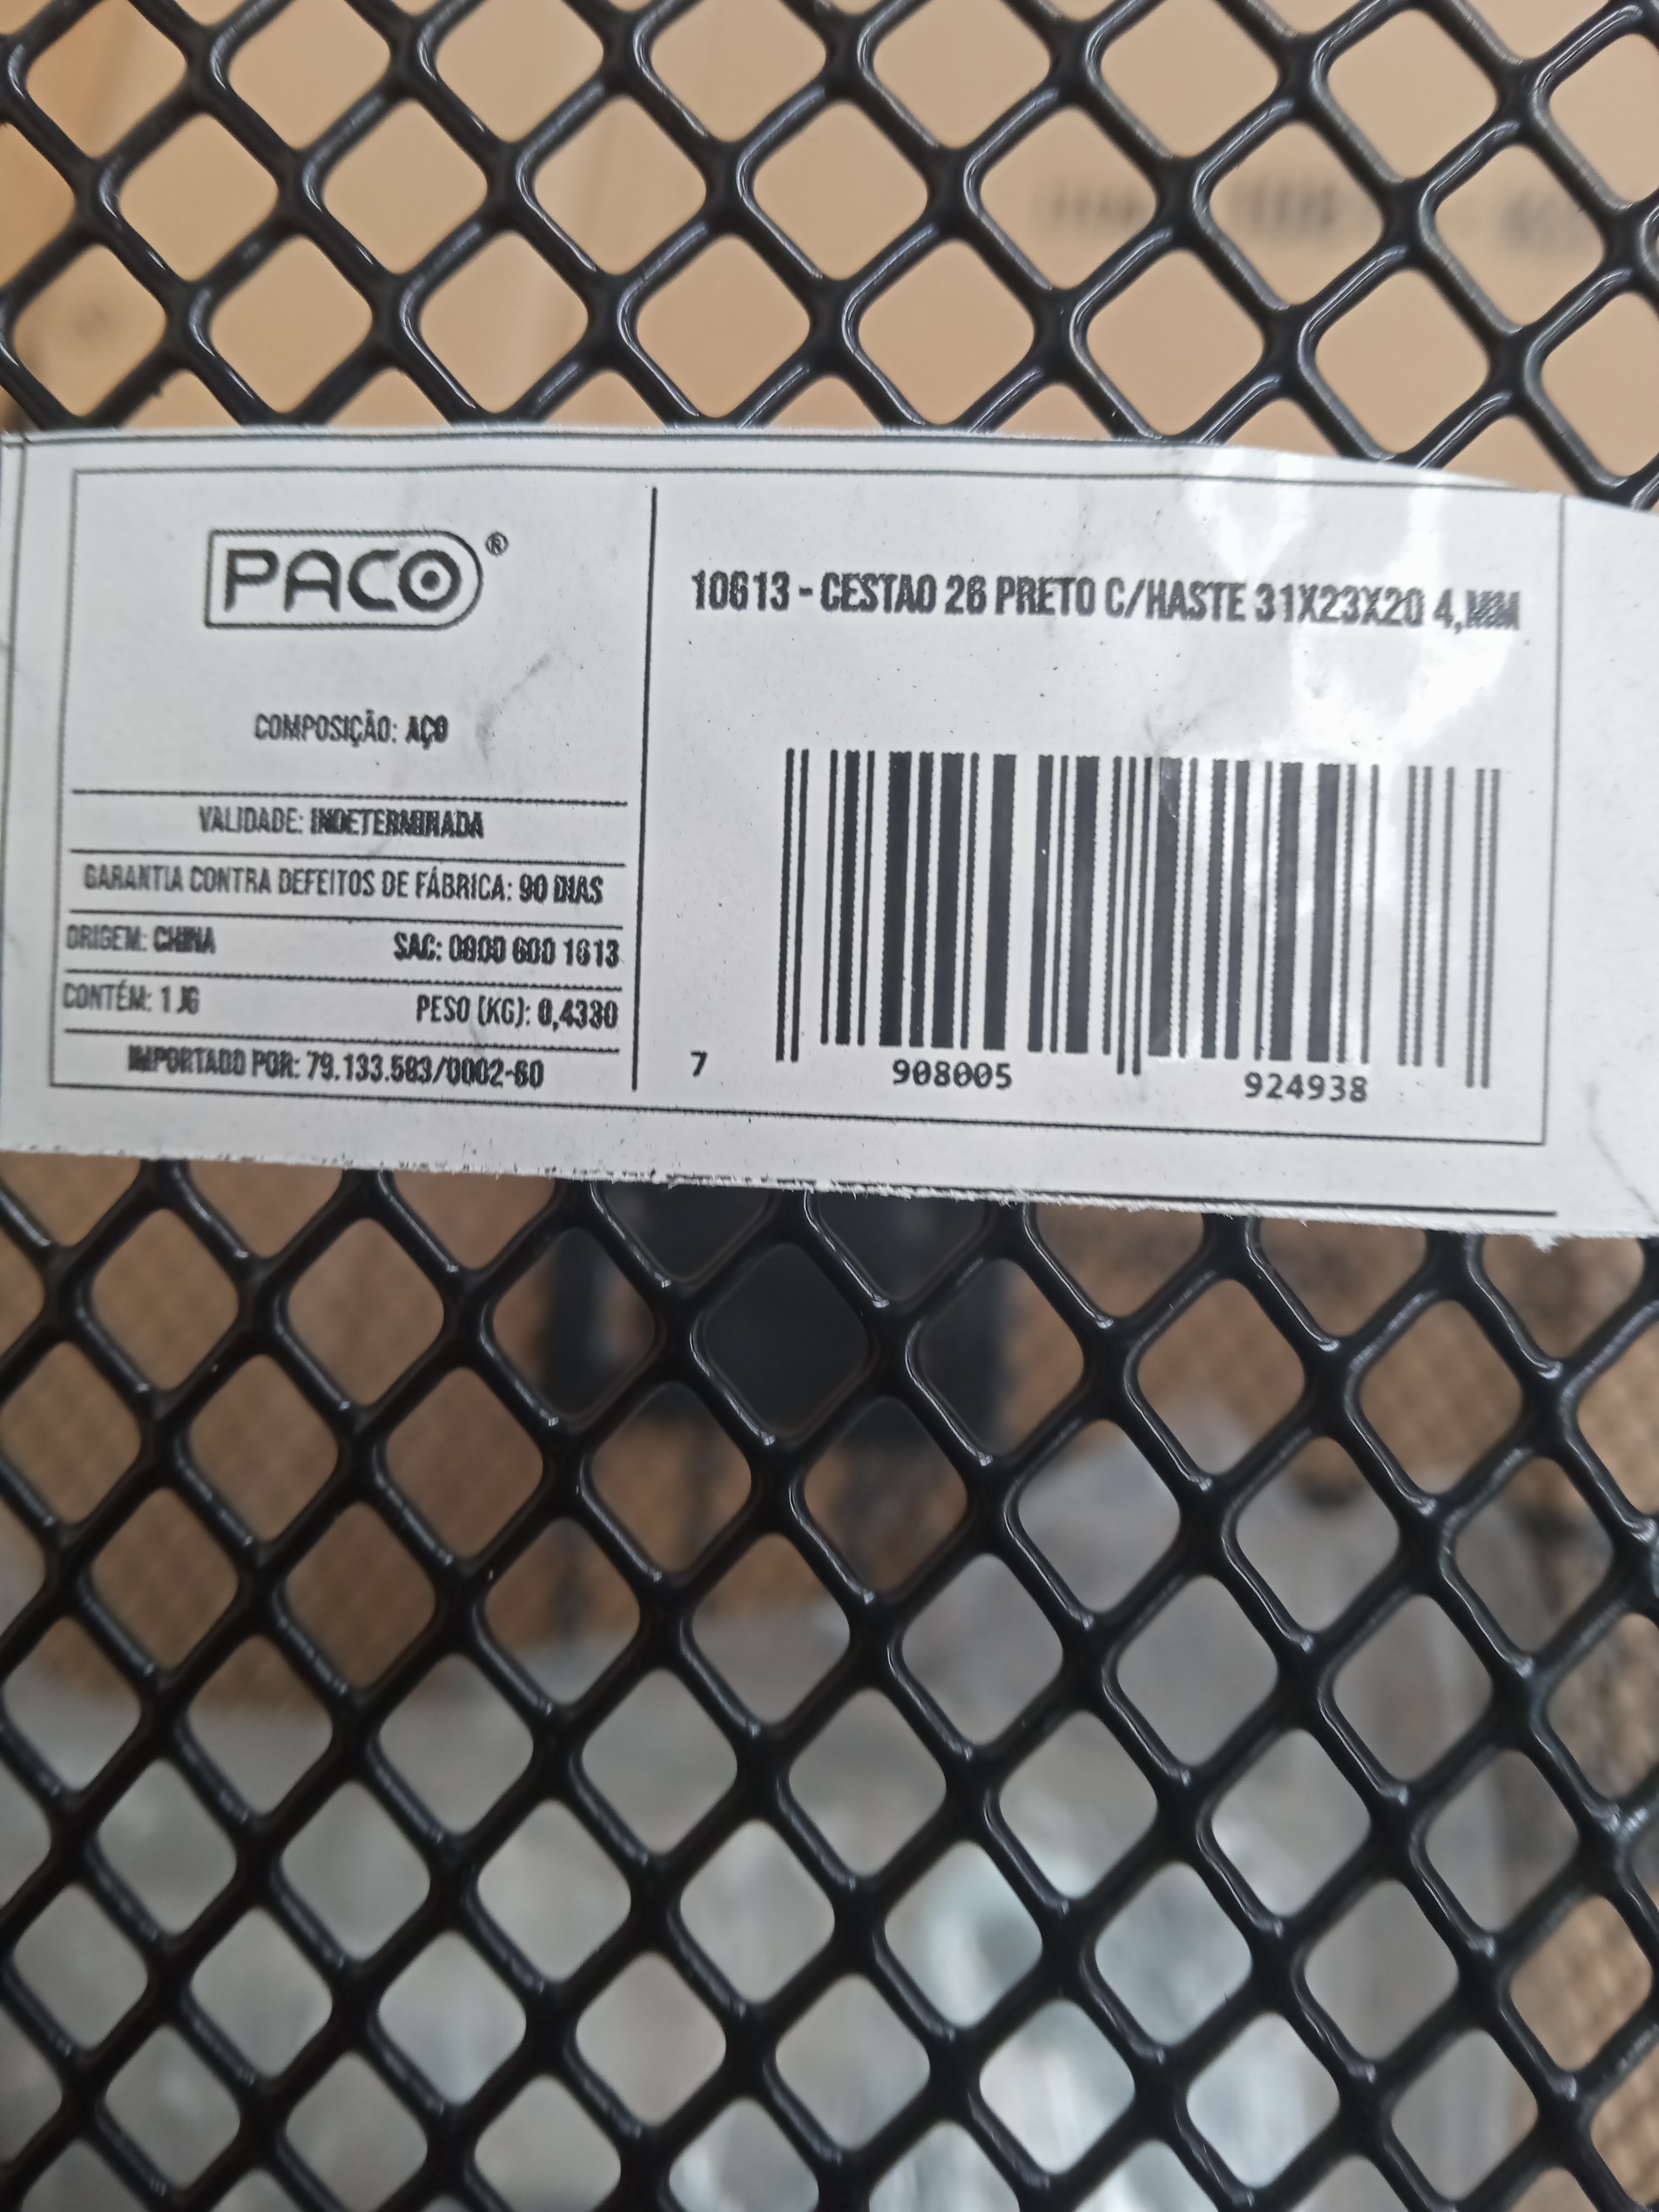 PACO®
COMPOSIÇÃO: AÇO
VALIDADE: INDETERMINADA
GARANTIA CONTRA DEFEITOS DE FÁBRICA: 90 DIAS
ORIGEM: CHINA SAC: 0800 600 1613
CONTÉM: 1 JG PESO (KG): 0,4330
IMPORTADO POR: 79.133.583/0002-60
10613 - CESTAO 26 PRETO C/HASTE 31X23X20 4,MM
7 908005 924938